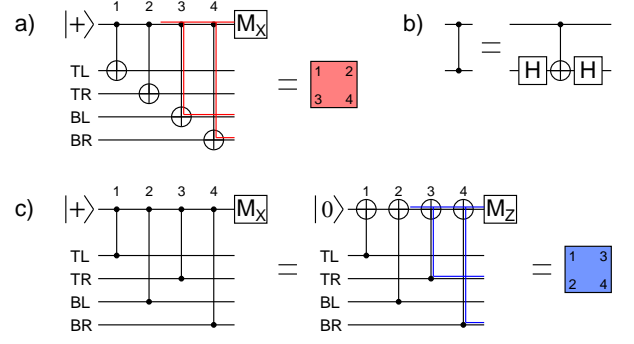 a)
1 2 3 4
|+⟩ M_X
TL
TR
BL
BR
=
1 2
3 4
b)
=
H H
c)
1 2 3 4
|+⟩ M_X
TL
TR
BL
BR
=
1 2 3 4
|0⟩ M_Z
TL
TR
BL
BR
=
1 3
2 4